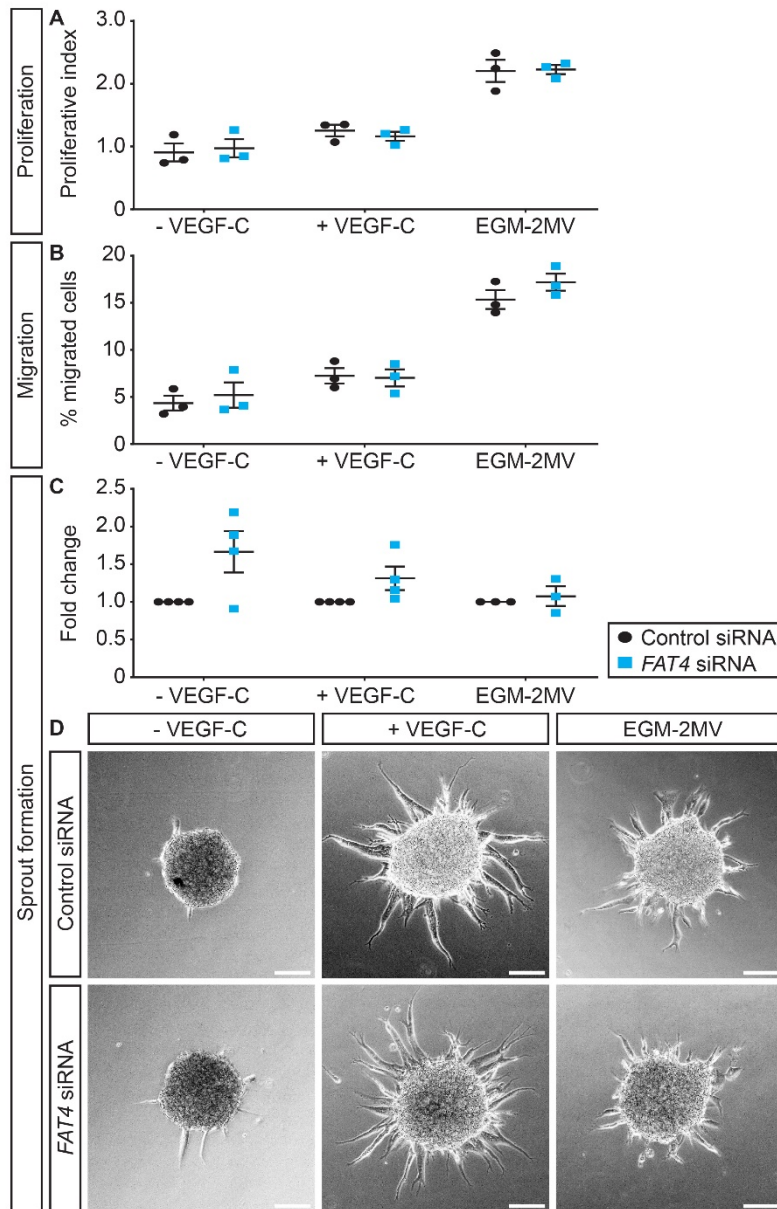 A
Proliferation
Proliferative index
3.0
2.0
1.0
0
- VEGF-C + VEGF-C EGM-2MV
B
Migration
% migrated cells
20
15
10
5
0
- VEGF-C + VEGF-C EGM-2MV
C
Sprout formation
Fold change
2.5
2.0
1.5
1.0
0.5
0
- VEGF-C + VEGF-C EGM-2MV
Control siRNA
FAT4 siRNA
D
- VEGF-C + VEGF-C EGM-2MV
Control siRNA
FAT4 siRNA